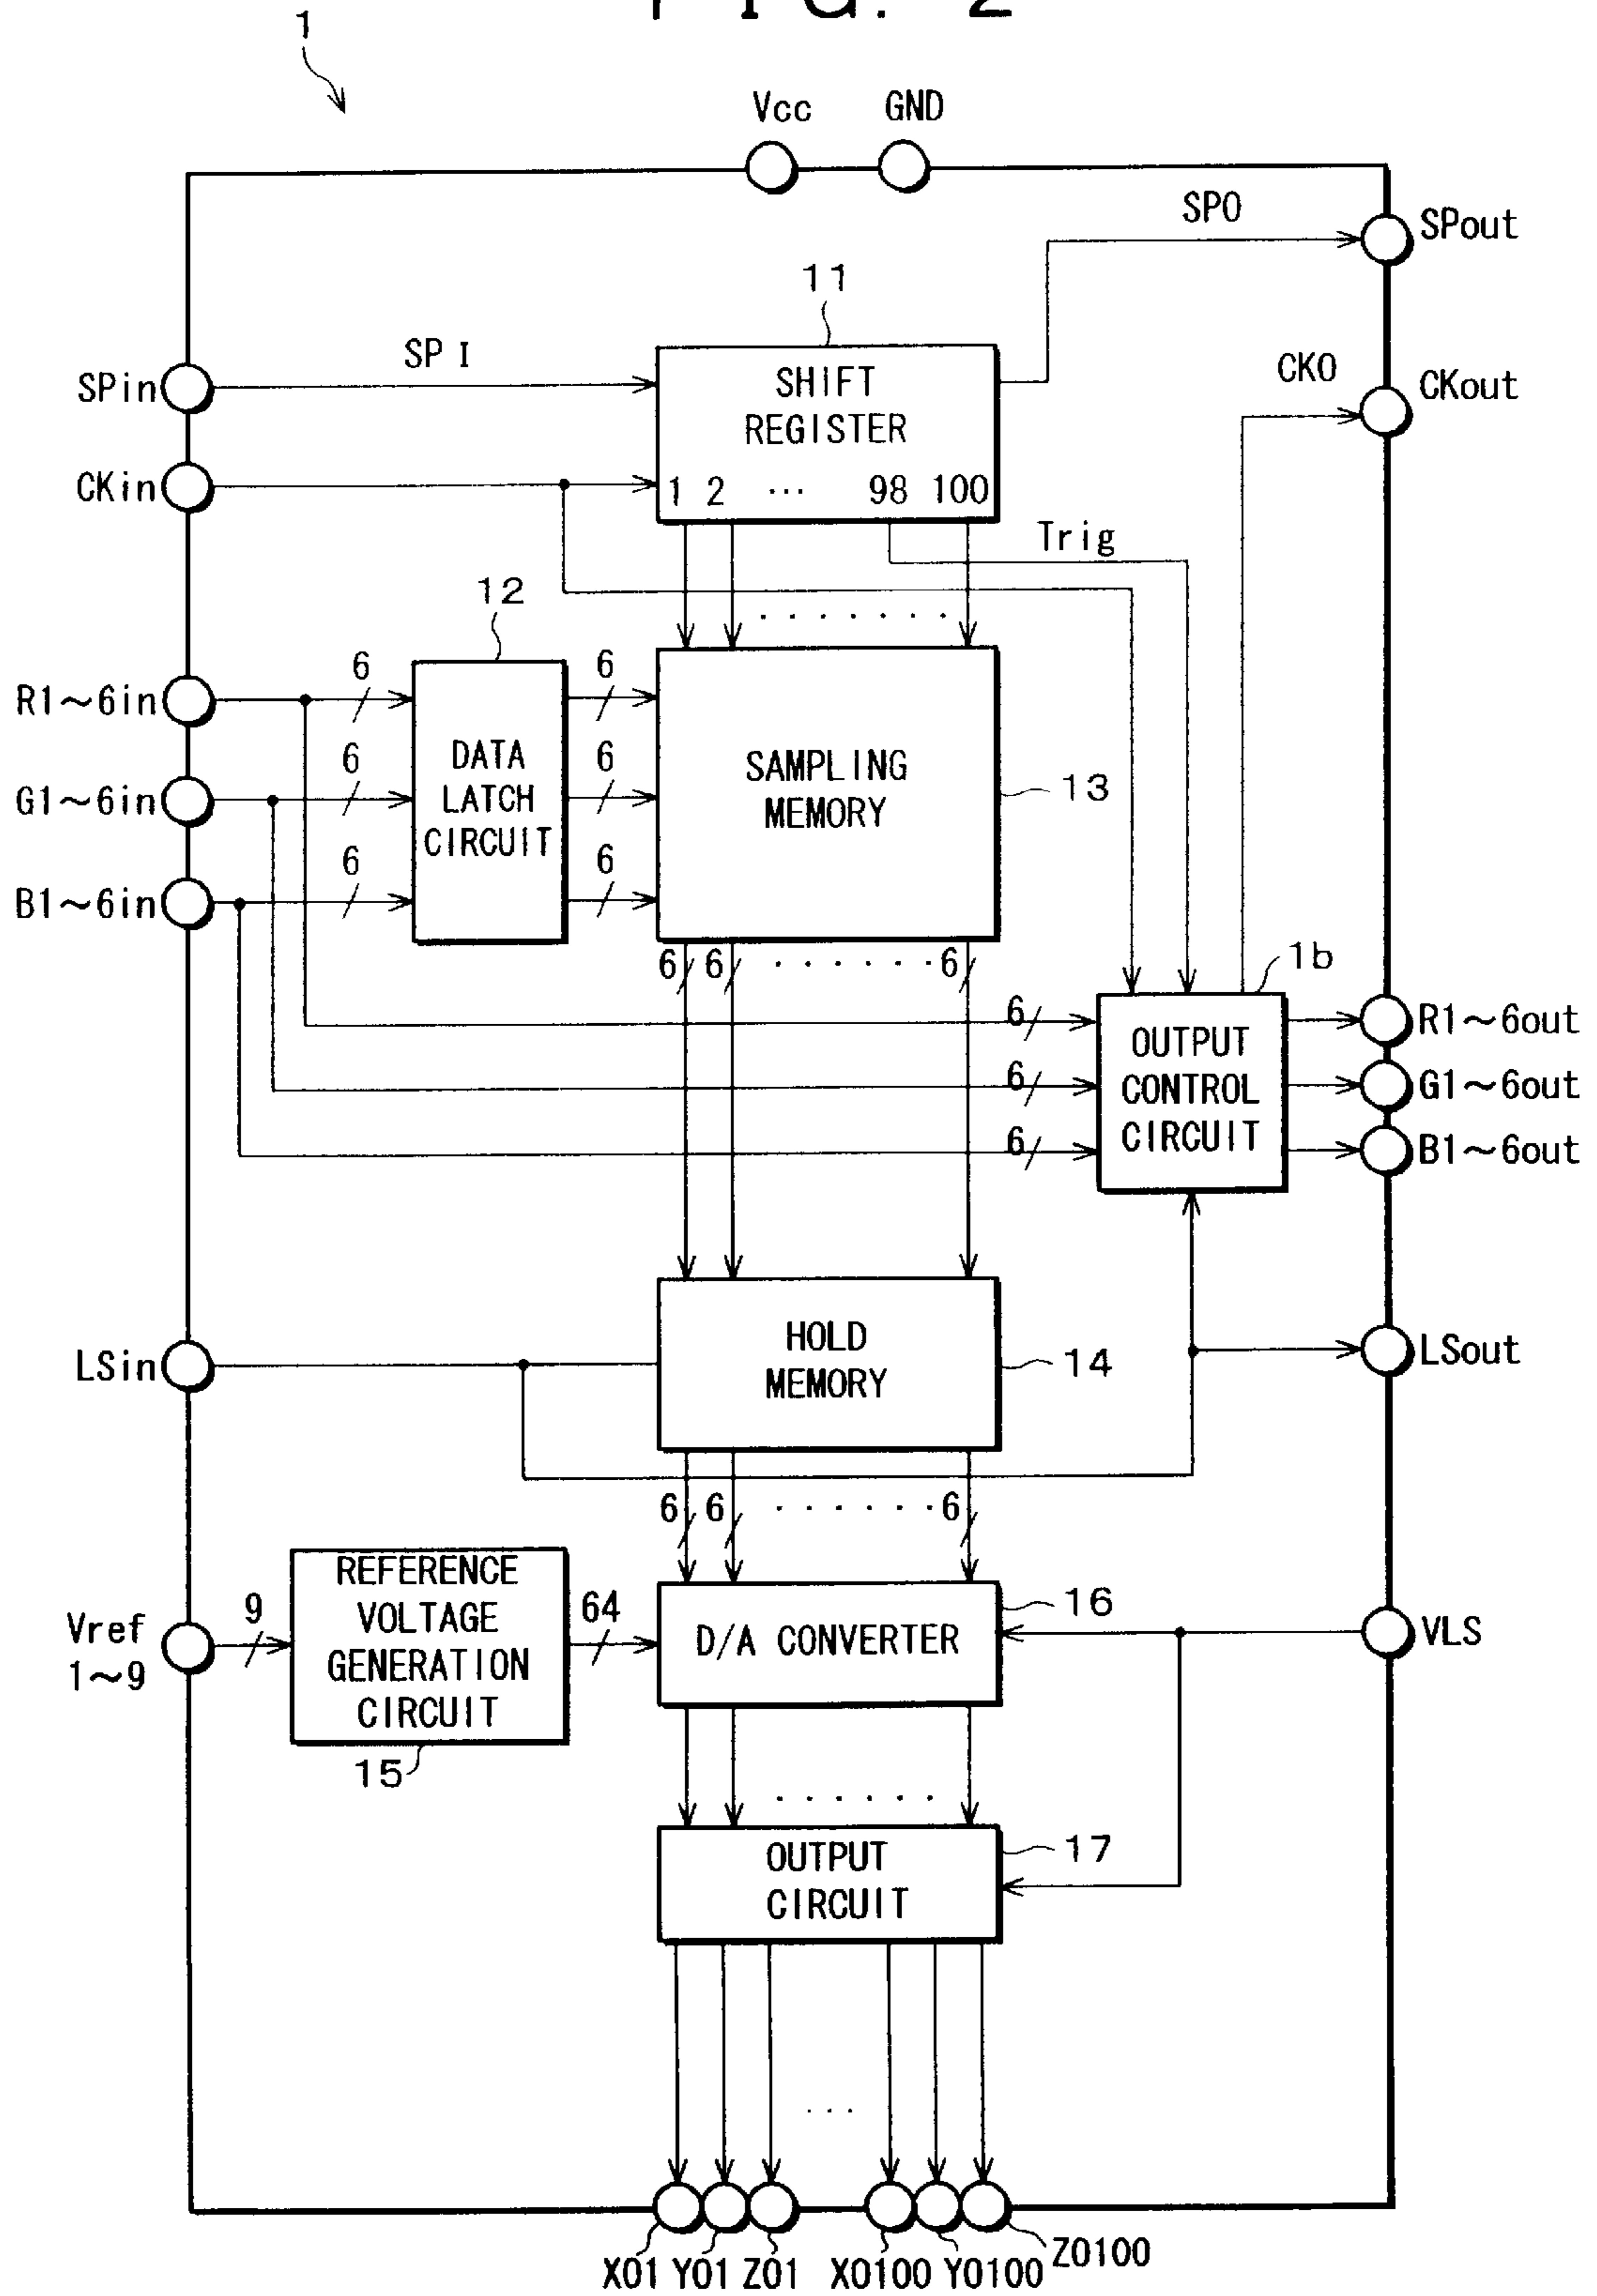 FIG. 2
1
Vcc GND
SPO SPout
11
SPI
SPin
SHIFT
REGISTER
CKO CKout
CKin
1 2 ... 98 100
Trig
12
R1~6in 6 6
DATA
LATCH
CIRCUIT
G1~6in 6 6
SAMPLING
MEMORY
13
B1~6in 6 6
6 6 ...... 6
1b
6 R1~6out
OUTPUT
CONTROL
CIRCUIT
6 G1~6out
6 B1~6out
LSin
HOLD
MEMORY
14
LSout
6 6 ...... 6
REFERENCE
VOLTAGE
GENERATION
CIRCUIT
15
Vref
1~9
9 64
D/A CONVERTER
16
VLS
OUTPUT
CIRCUIT
17
...
X01 Y01 Z01 X0100 Y0100 Z0100